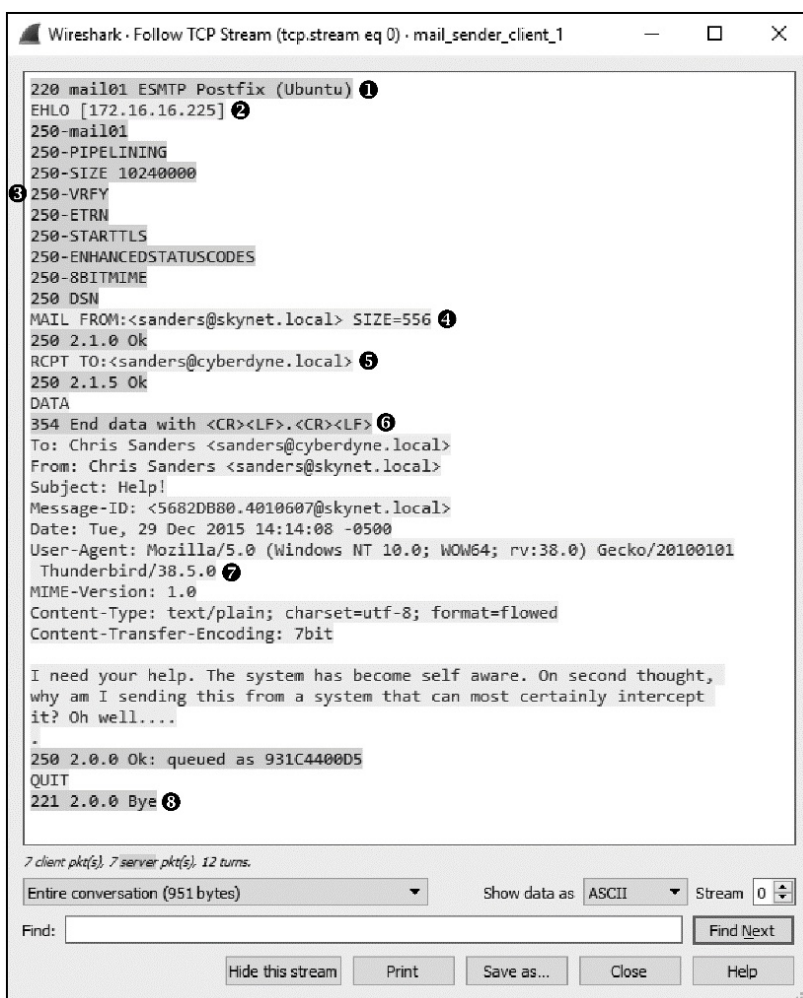 Wireshark · Follow TCP Stream (tcp.stream eq 0) · mail_sender_client_1
220 mail01 ESMTP Postfix (Ubuntu) ❶
EHLO [172.16.16.225] ❷
250-mail01
250-PIPELINING
250-SIZE 10240000
❸ 250-VRFY
250-ETRN
250-STARTTLS
250-ENHANCEDSTATUSCODES
250-8BITMIME
250 DSN
MAIL FROM:<sanders@skynet.local> SIZE=556 ❹
250 2.1.0 Ok
RCPT TO:<sanders@cyberdyne.local> ❺
250 2.1.5 Ok
DATA
354 End data with <CR><LF>.<CR><LF> ❻
To: Chris Sanders <sanders@cyberdyne.local>
From: Chris Sanders <sanders@skynet.local>
Subject: Help!
Message-ID: <5682DB80.4010607@skynet.local>
Date: Tue, 29 Dec 2015 14:14:08 -0500
User-Agent: Mozilla/5.0 (Windows NT 10.0; WOW64; rv:38.0) Gecko/20100101
Thunderbird/38.5.0 ❼
MIME-Version: 1.0
Content-Type: text/plain; charset=utf-8; format=flowed
Content-Transfer-Encoding: 7bit
I need your help. The system has become self aware. On second thought,
why am I sending this from a system that can most certainly intercept
it? Oh well....
.
250 2.0.0 Ok: queued as 931C4400D5
QUIT
221 2.0.0 Bye ❽
7 client pkt(s), 7 server pkt(s), 12 turns.
Entire conversation (951 bytes) Show data as ASCII Stream 0
Find: Find Next
Hide this stream Print Save as... Close Help